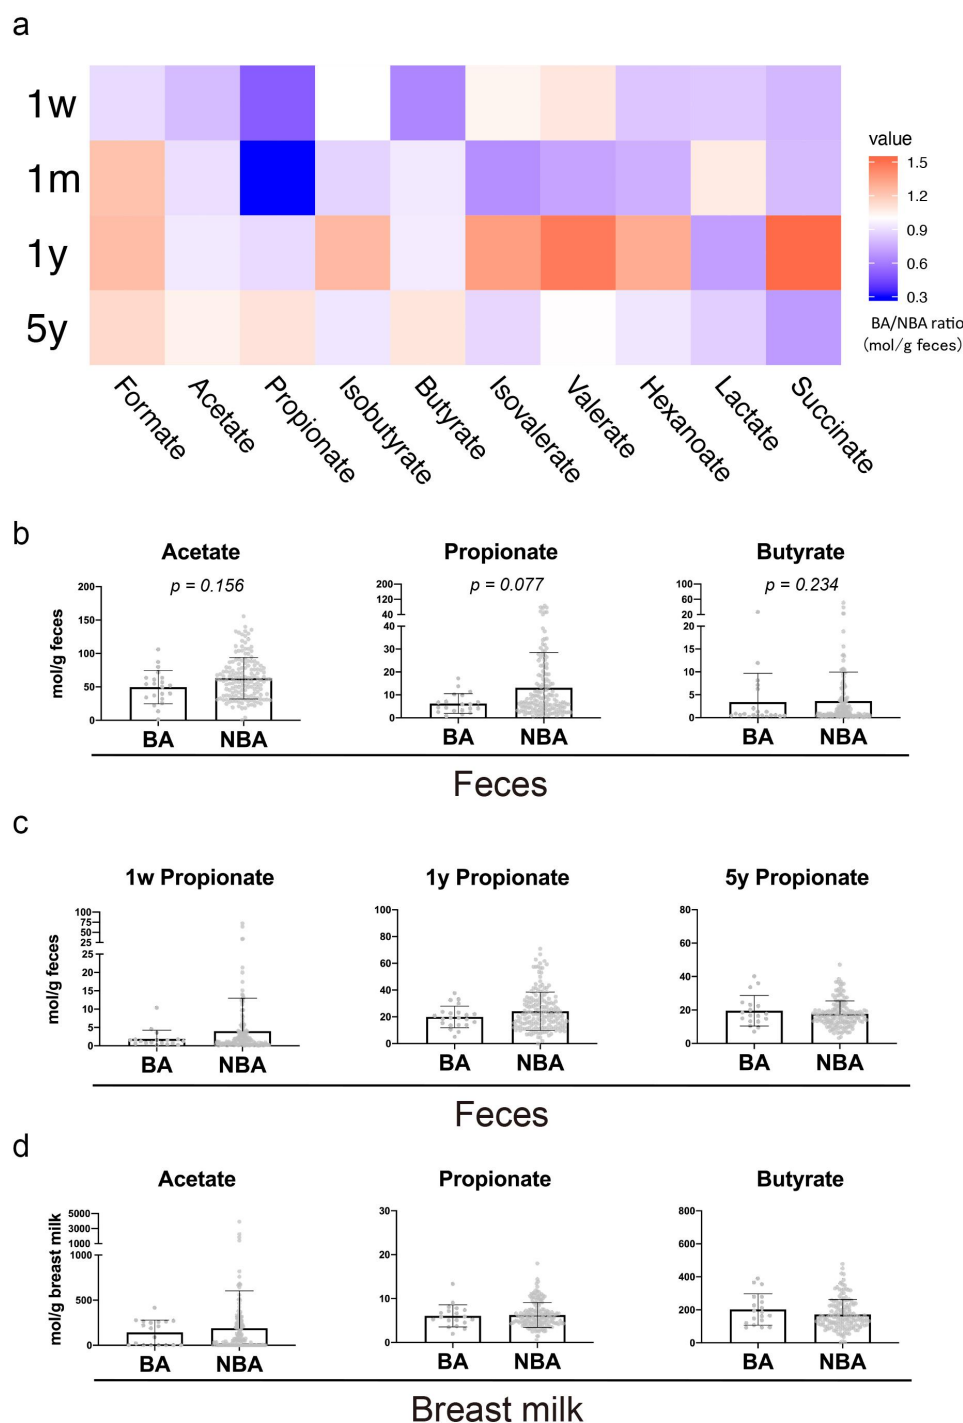 a
1w
1m
1y
5y
value
1.5
1.2
0.9
0.6
0.3
BA/NBA ratio
(mol/g feces)
Formate
Acetate
Propionate
Isobutyrate
Butyrate
Isovalerate
Valerate
Hexanoate
Lactate
Succinate
b
Acetate
p = 0.156
mol/g feces
200
150
100
50
0
BA NBA
Propionate
p = 0.077
200
120
40
40
30
20
10
0
BA NBA
Butyrate
p = 0.234
100
60
20
20
15
10
5
0
BA NBA
Feces
c
1w Propionate
mol/g feces
100
75
50
25
25
20
15
10
5
0
BA NBA
1y Propionate
100
80
60
40
20
0
BA NBA
5y Propionate
80
60
40
20
0
BA NBA
Feces
d
Acetate
mol/g breast milk
5000
3000
1000
1000
500
0
BA NBA
Propionate
30
20
10
0
BA NBA
Butyrate
800
600
400
200
0
BA NBA
Breast milk